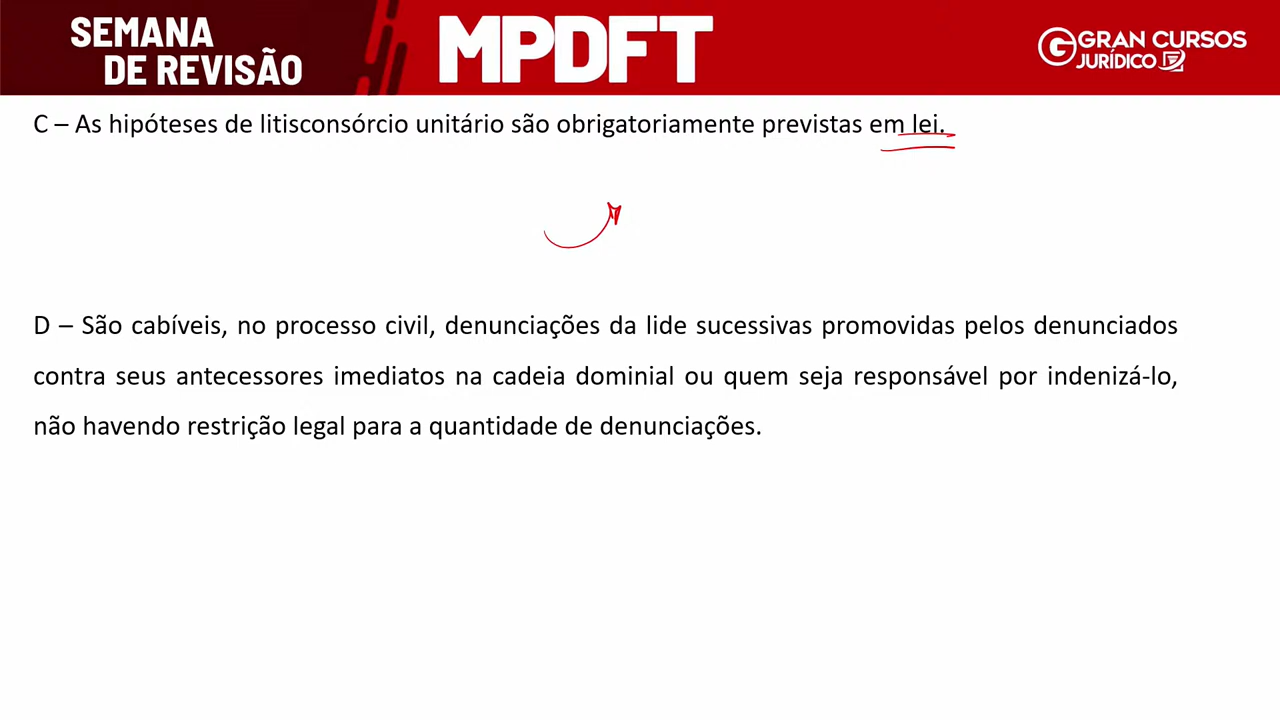 SEMANA
DE REVISÃO
MPDFT
GRAN CURSOS
JURÍDICO
C – As hipóteses de litisconsórcio unitário são obrigatoriamente previstas em lei.
D – São cabíveis, no processo civil, denunciações da lide sucessivas promovidas pelos denunciados
contra seus antecessores imediatos na cadeia dominial ou quem seja responsável por indenizá-lo,
não havendo restrição legal para a quantidade de denunciações.